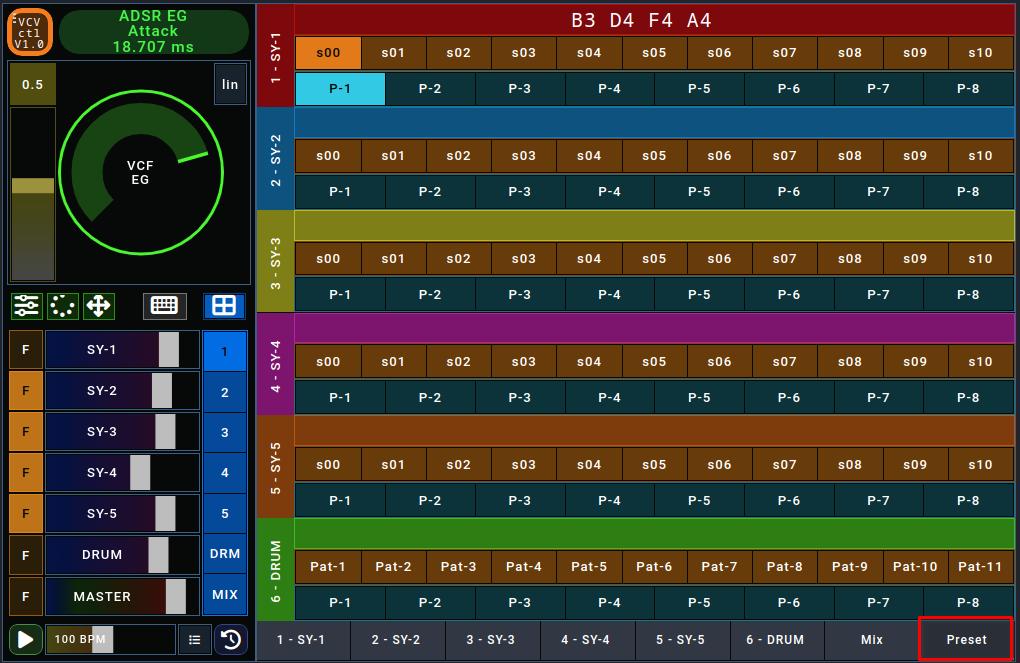 VCV
ctl
V1.0
ADSR EG
Attack
18.707 ms
0.5
lin
VCF
EG
F SY-1 1
F SY-2 2
F SY-3 3
F SY-4 4
F SY-5 5
F DRUM DRM
F MASTER MIX
100 BPM
1 - SY-1
B3 D4 F4 A4
s00 s01 s02 s03 s04 s05 s06 s07 s08 s09 s10
P-1 P-2 P-3 P-4 P-5 P-6 P-7 P-8
2 - SY-2
s00 s01 s02 s03 s04 s05 s06 s07 s08 s09 s10
P-1 P-2 P-3 P-4 P-5 P-6 P-7 P-8
3 - SY-3
s00 s01 s02 s03 s04 s05 s06 s07 s08 s09 s10
P-1 P-2 P-3 P-4 P-5 P-6 P-7 P-8
4 - SY-4
s00 s01 s02 s03 s04 s05 s06 s07 s08 s09 s10
P-1 P-2 P-3 P-4 P-5 P-6 P-7 P-8
5 - SY-5
s00 s01 s02 s03 s04 s05 s06 s07 s08 s09 s10
P-1 P-2 P-3 P-4 P-5 P-6 P-7 P-8
6 - DRUM
Pat-1 Pat-2 Pat-3 Pat-4 Pat-5 Pat-6 Pat-7 Pat-8 Pat-9 Pat-10 Pat-11
P-1 P-2 P-3 P-4 P-5 P-6 P-7 P-8
1 - SY-1 2 - SY-2 3 - SY-3 4 - SY-4 5 - SY-5 6 - DRUM Mix Preset